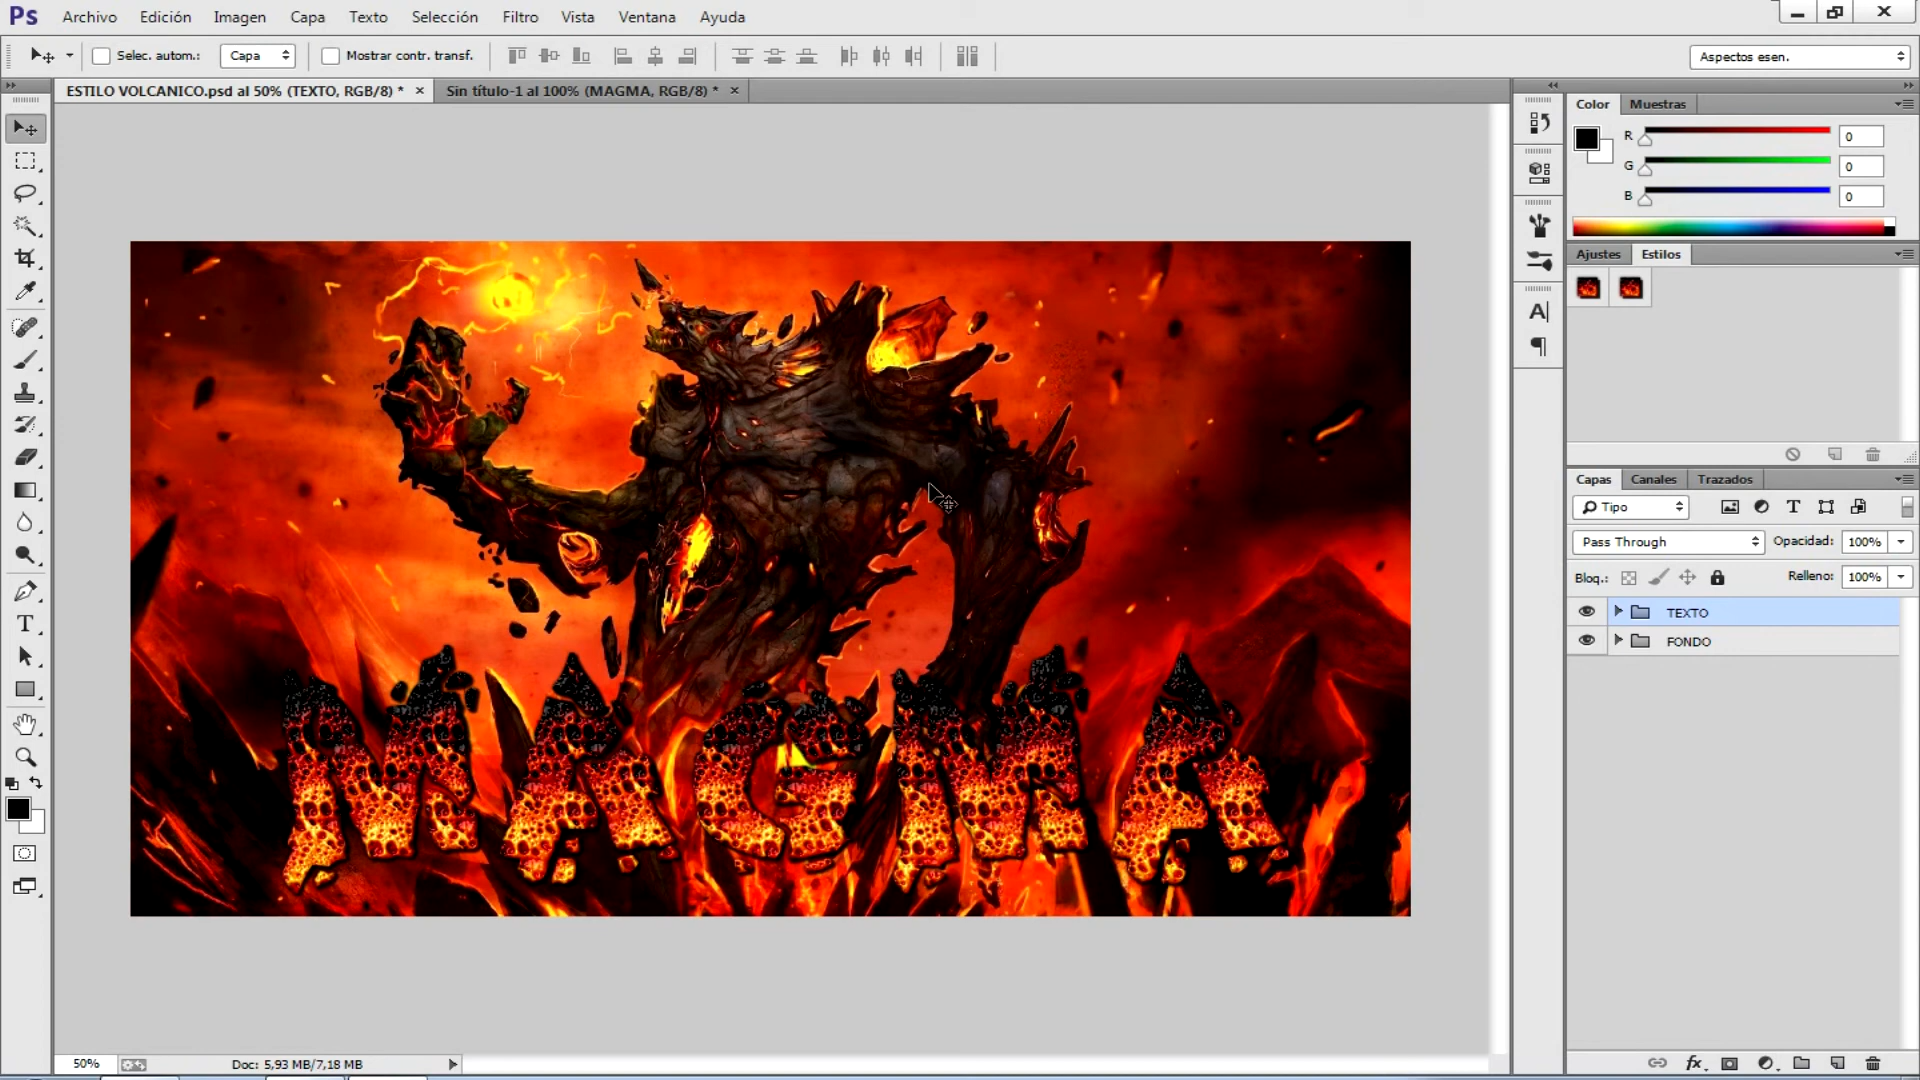 Ps Archivo Edición Imagen Capa Texto Selección Filtro Vista Ventana Ayuda
Selec. autom.: Capa Mostrar contr. transf. Aspectos esen.
ESTILO VOLCANICO.psd al 50% (TEXTO, RGB/8) * × Sin título-1 al 100% (MAGMA, RGB/8) * ×
Color Muestras
R 0
G 0
B 0
Ajustes Estilos
Capas Canales Trazados
Tipo
Pass Through Opacidad: 100%
Bloq.: Relleno: 100%
TEXTO
FONDO
MAGMA
50% Doc: 5,93 MB/7,18 MB
fx